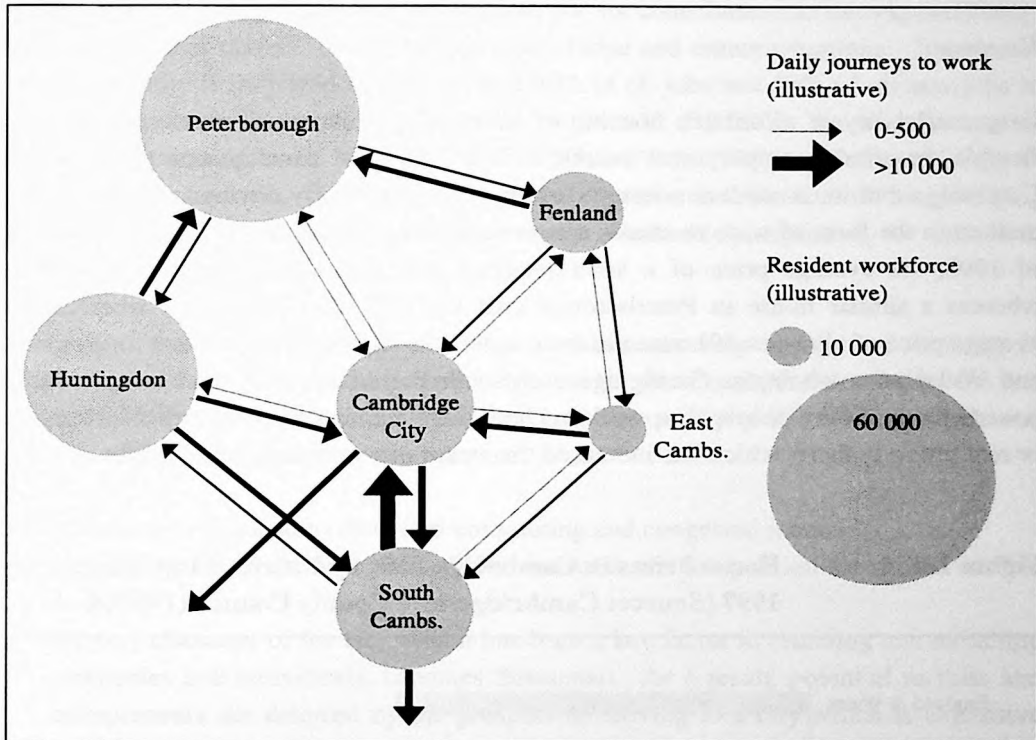 Peterborough
Fenland
Huntingdon
Cambridge
City
East
Cambs.
South
Cambs.
Daily journeys to work
(illustrative)
0-500
>10 000
Resident workforce
(illustrative)
10 000
60 000